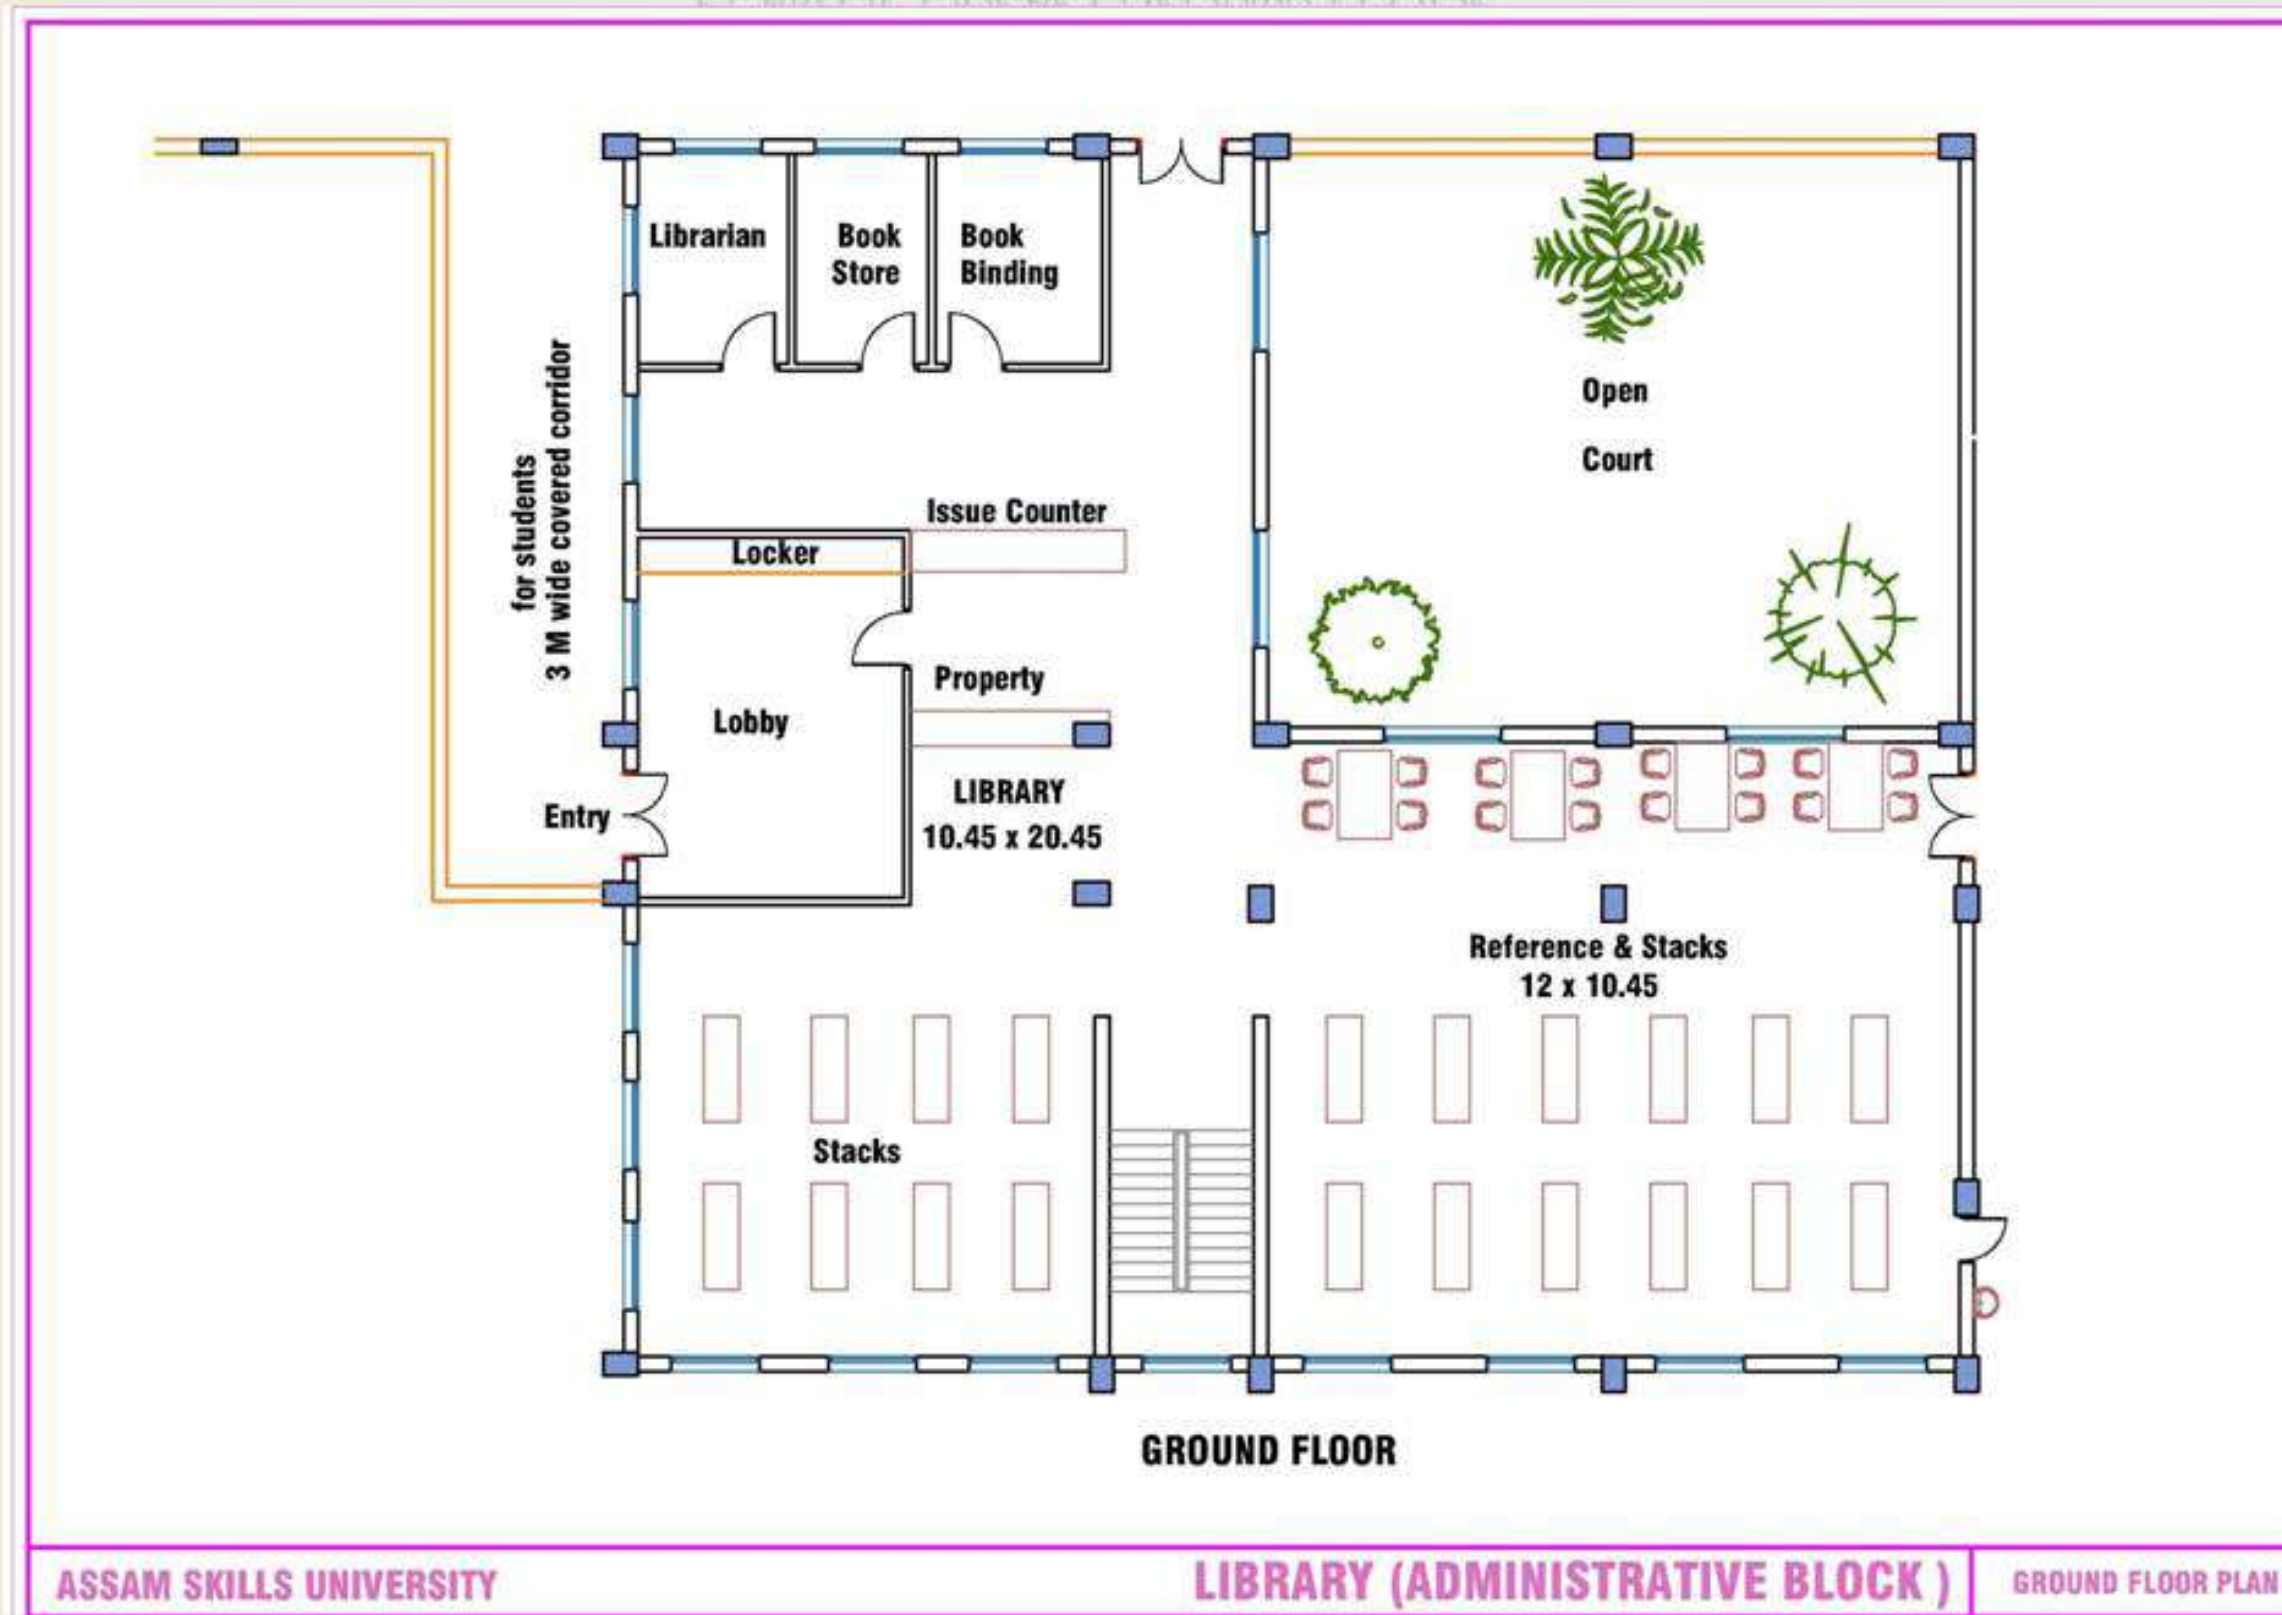 Librarian
Book
Store
Book
Binding
for students
3 M wide covered corridor
Open
Court
Issue Counter
Locker
Property
Lobby
LIBRARY
10.45 x 20.45
Entry
Reference & Stacks
12 x 10.45
Stacks
GROUND FLOOR
ASSAM SKILLS UNIVERSITY
LIBRARY (ADMINISTRATIVE BLOCK )
GROUND FLOOR PLAN